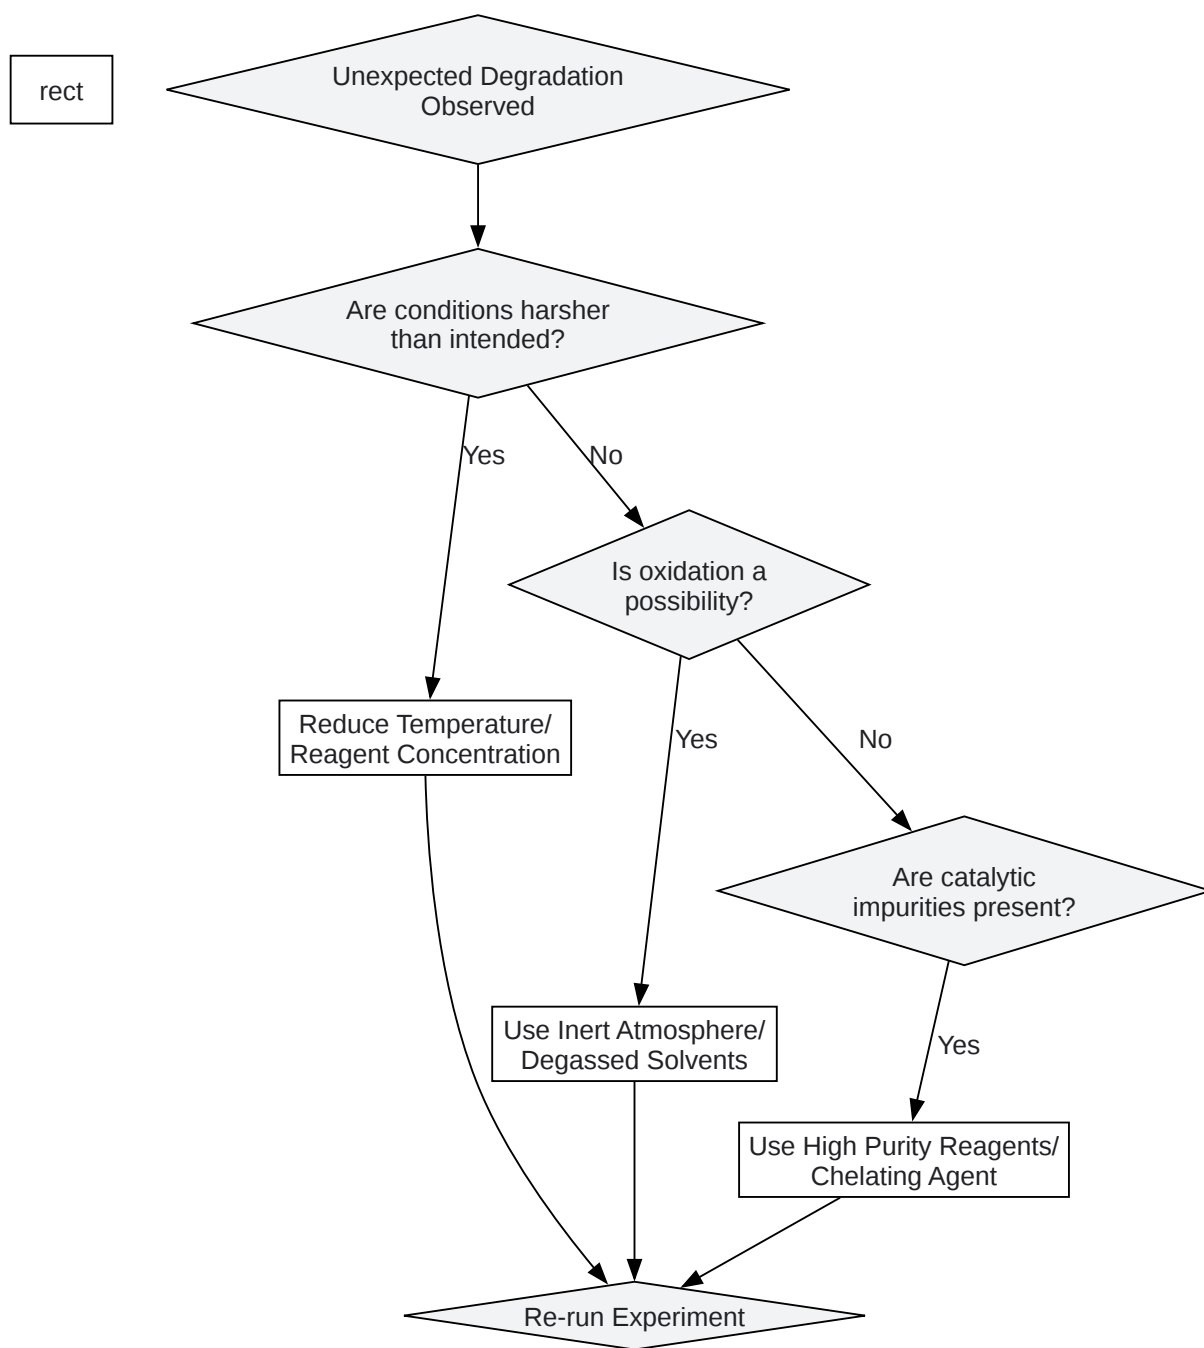 rect
Unexpected Degradation
Observed
Are conditions harsher
than intended?
Yes
No
Is oxidation a
possibility?
Reduce Temperature/
Reagent Concentration
Yes
No
Are catalytic
impurities present?
Use Inert Atmosphere/
Degassed Solvents
Yes
Use High Purity Reagents/
Chelating Agent
Re-run Experiment